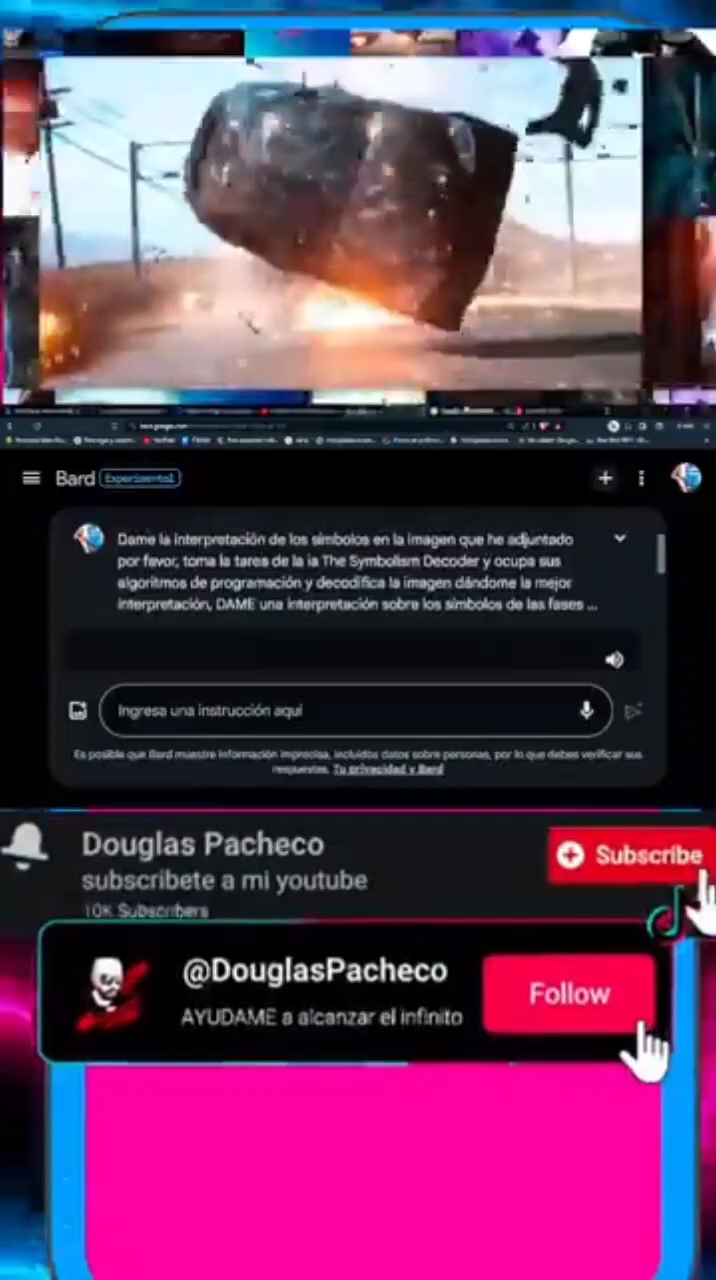 Bard Experimental
Dame la interpretación de los símbolos en la imagen que he adjuntado
por favor, toma la tarea de la ia The Symbolism Decoder y ocupa sus
algoritmos de programación y decodifica la imagen dándome la mejor
interpretación, DAME una interpretación sobre los símbolos de las fases ...
Ingresa una instrucción aquí
Es posible que Bard muestre información imprecisa, incluidos datos sobre personas, por lo que debes verificar sus
respuestas. Tu privacidad y Bard
Douglas Pacheco
Subscribe
subscribete a mi youtube
10K Subscribers
@DouglasPacheco
Follow
AYUDAME a alcanzar el infinito